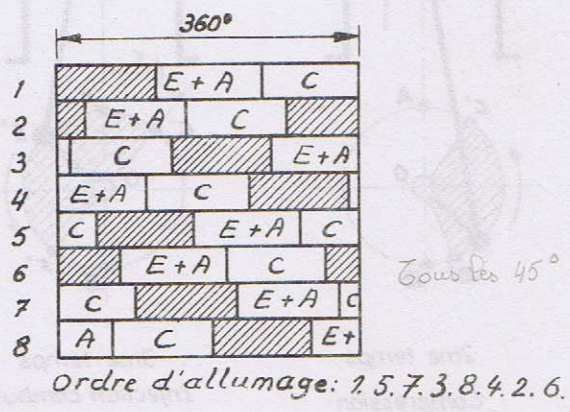 360°
1 E + A C
2 E + A C
3 C E + A
4 E+A C
5 C E + A C
6 E + A C
7 C E + A C
8 A C E+
Tous les 45°
Ordre d'allumage: 1.5.7.3.8.4.2.6.